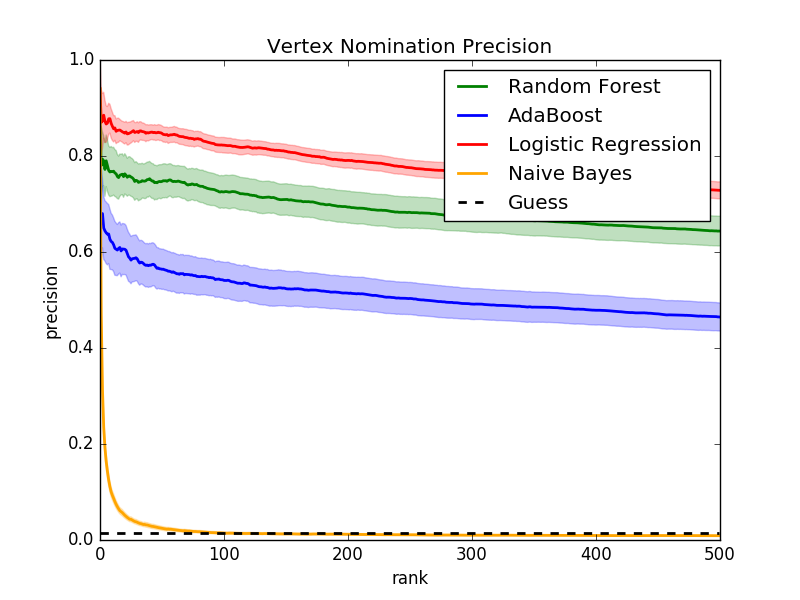 Vertex Nomination Precision
1.0
0.8
0.6
0.4
0.2
0.0
precision
Random Forest
AdaBoost
Logistic Regression
Naive Bayes
Guess
0 100 200 300 400 500
rank